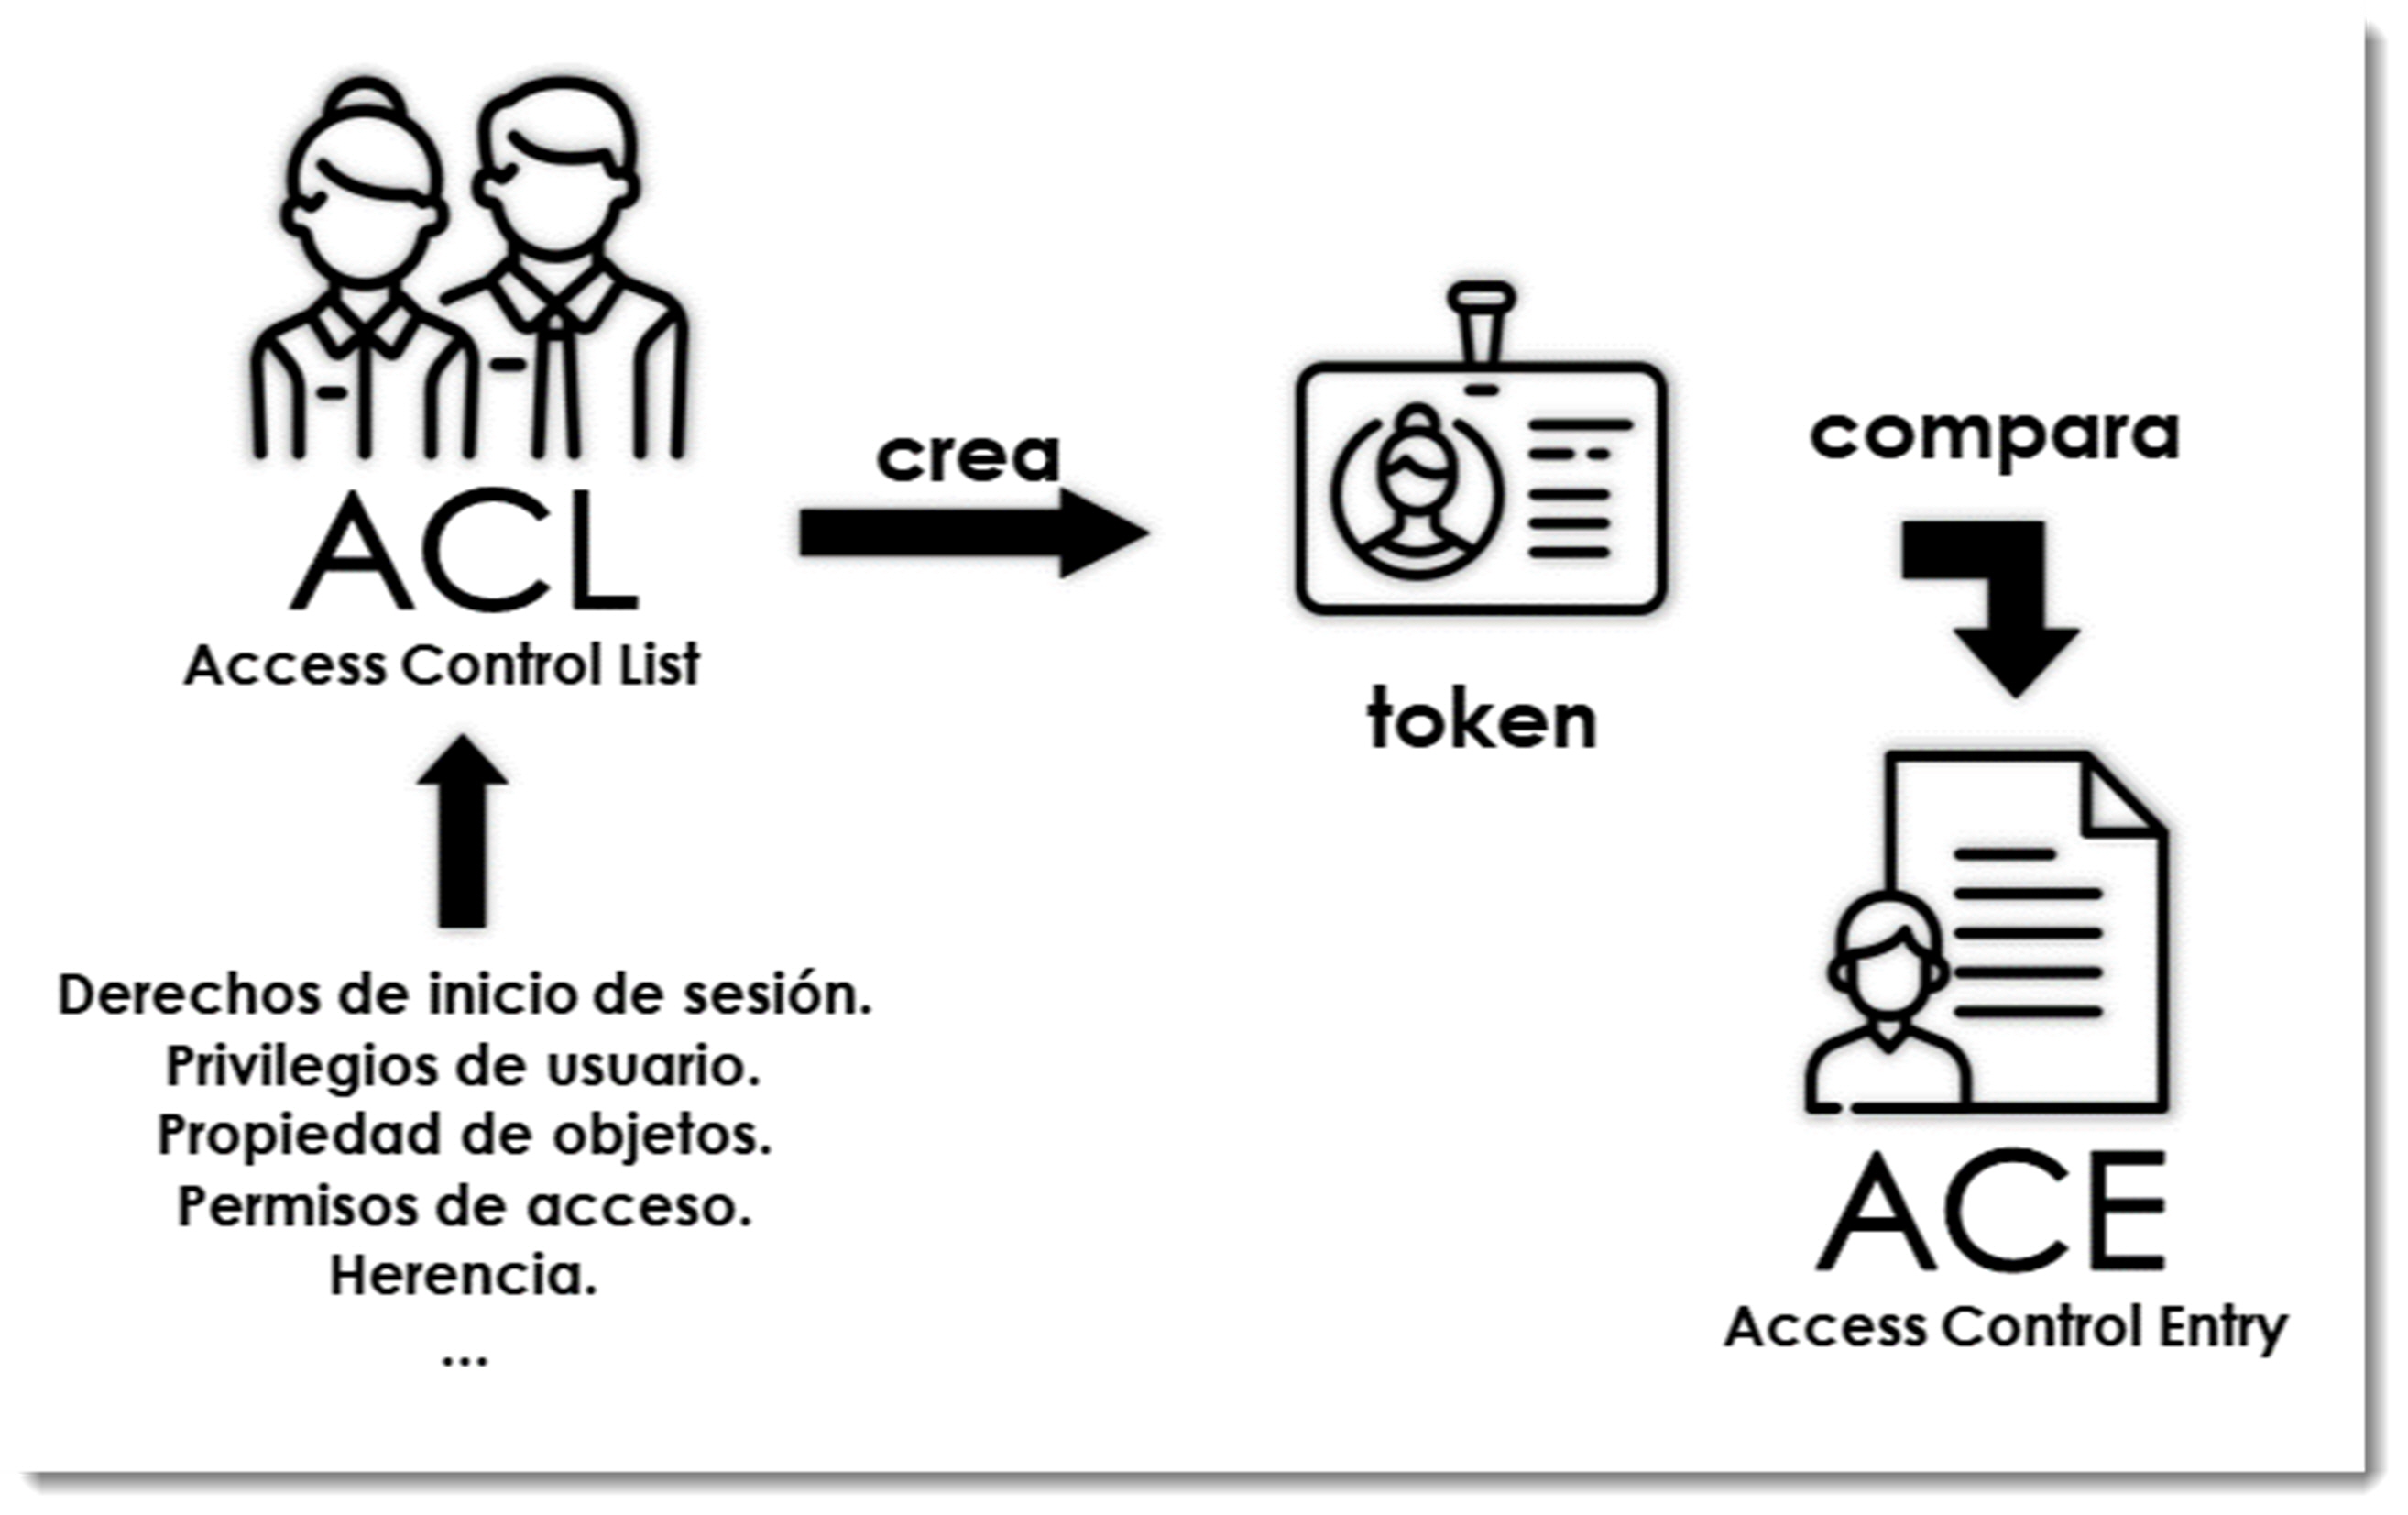 ACL
Access Control List
crea
token
compara
Derechos de inicio de sesión.
Privilegios de usuario.
Propiedad de objetos.
Permisos de acceso.
Herencia.
...
ACE
Access Control Entry